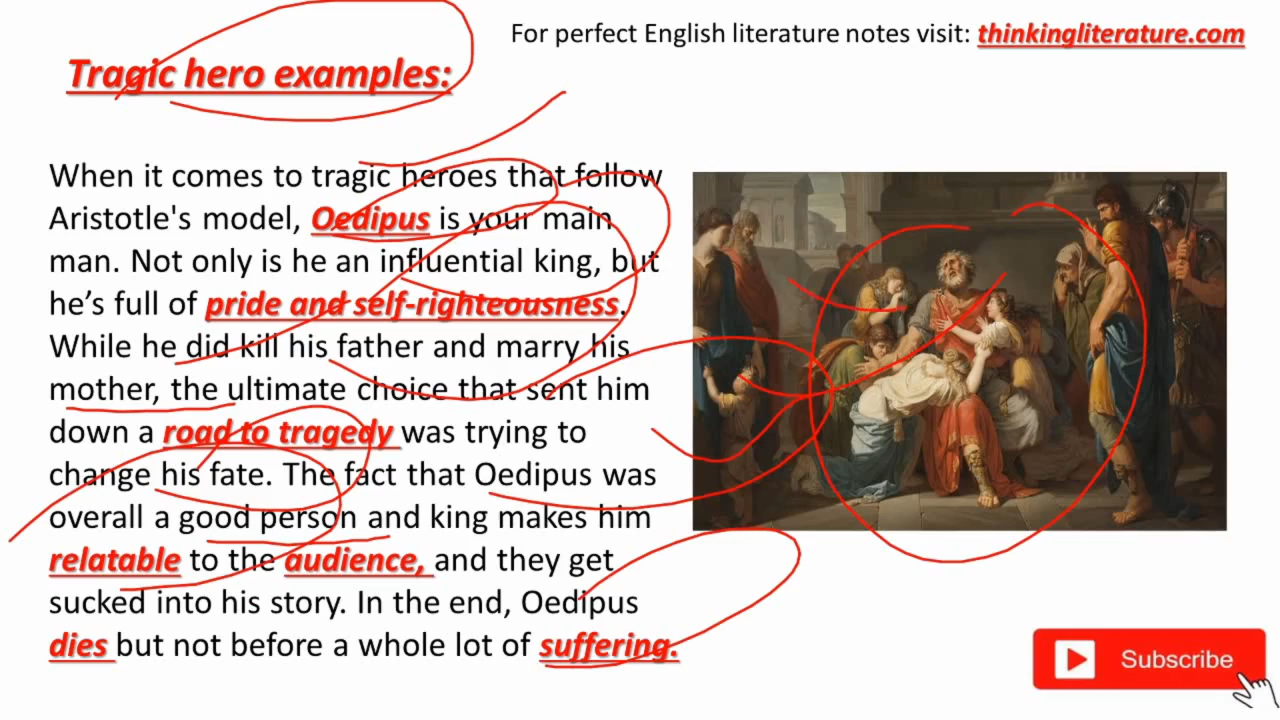 For perfect English literature notes visit: thinkingliterature.com
Tragic hero examples:
When it comes to tragic heroes that follow
Aristotle's model, Oedipus is your main
man. Not only is he an influential king, but
he’s full of pride and self-righteousness.
While he did kill his father and marry his
mother, the ultimate choice that sent him
down a road to tragedy was trying to
change his fate. The fact that Oedipus was
overall a good person and king makes him
relatable to the audience, and they get
sucked into his story. In the end, Oedipus
dies but not before a whole lot of suffering.
Subscribe